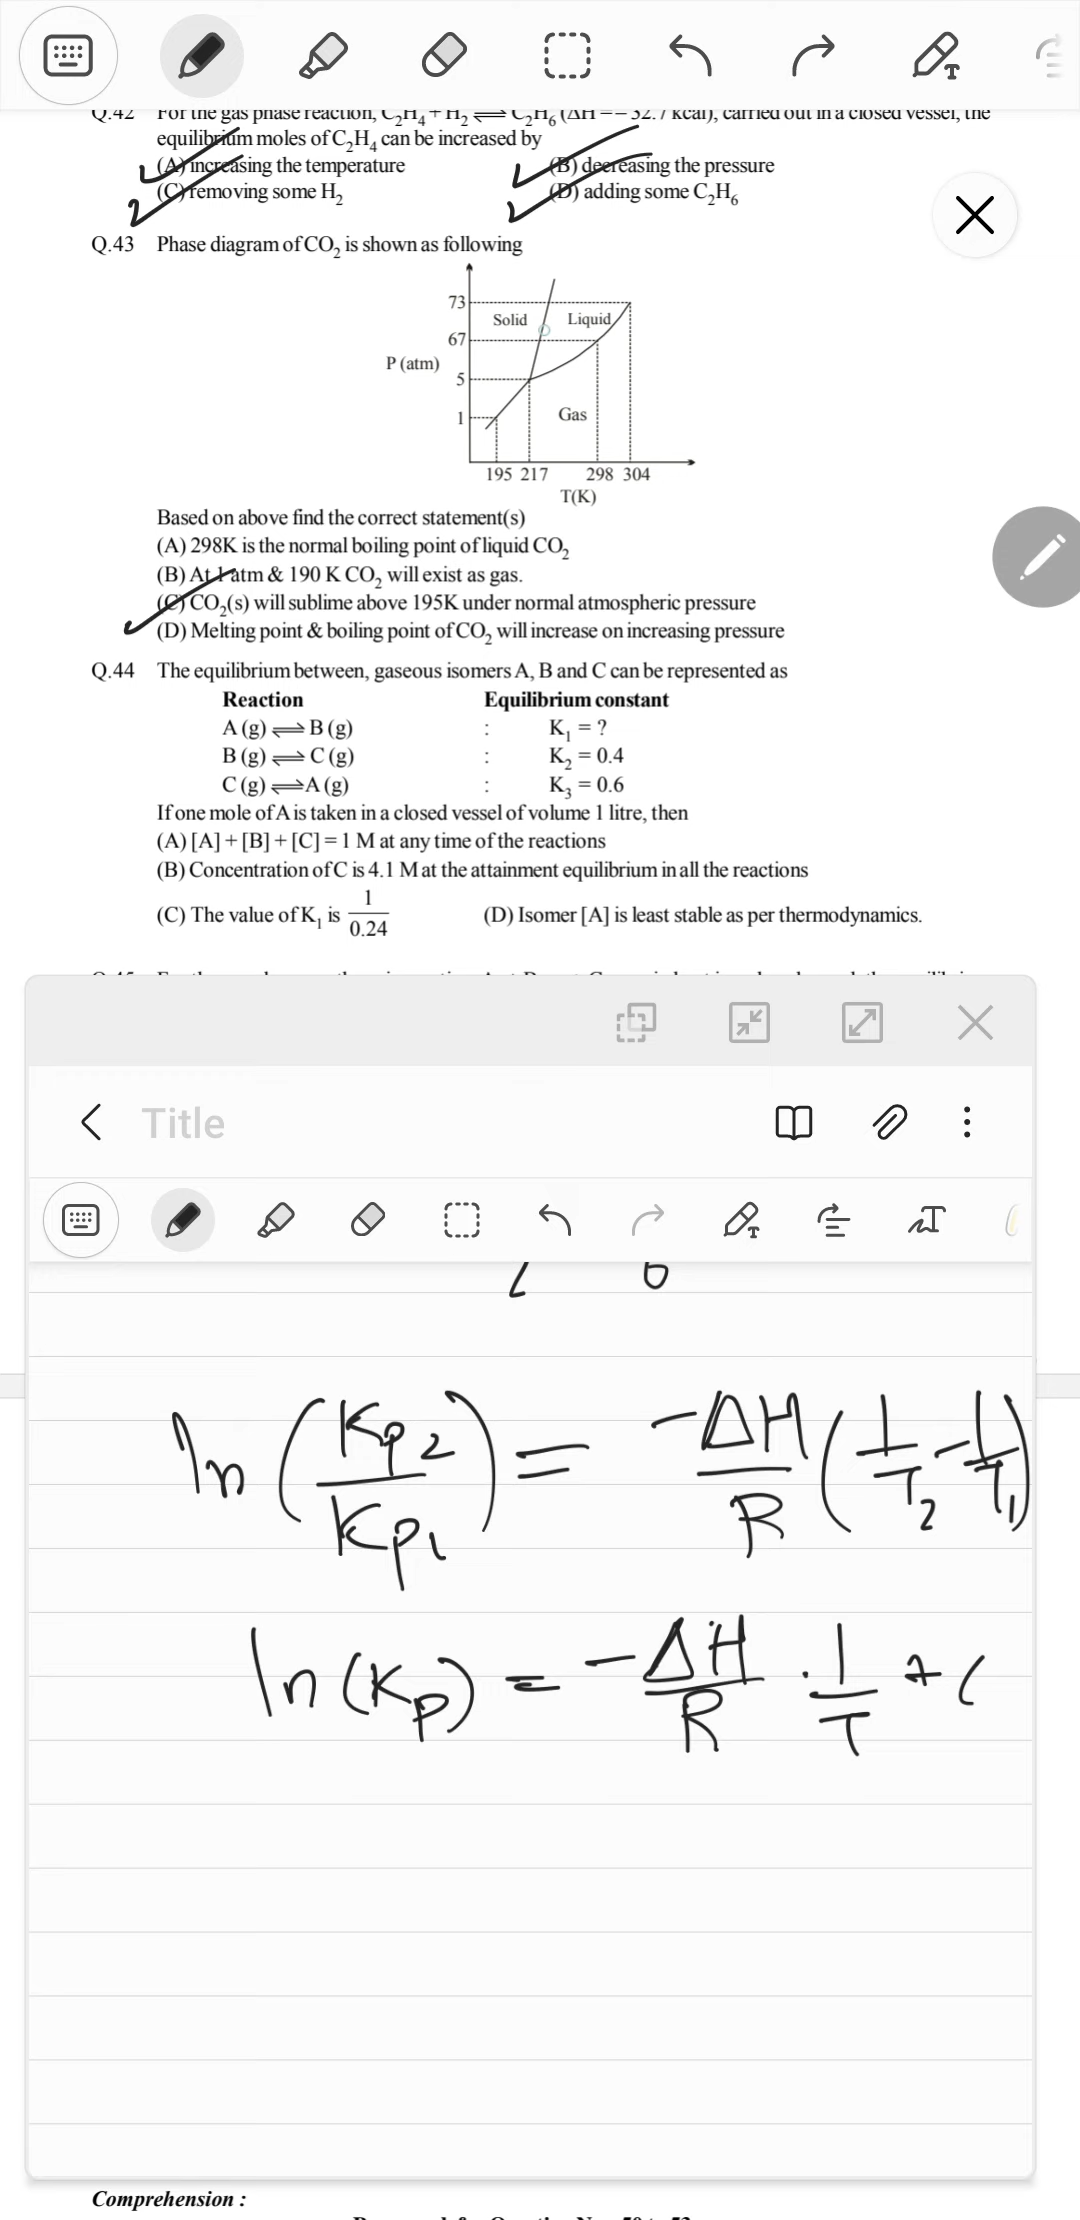 Q.42 For the gas phase reaction, C₂H₄ + H₂ ⇌ C₂H₆ (ΔH = – 32.7 kcal), carried out in a closed vessel, the
equilibrium moles of C₂H₄ can be increased by
(A) increasing the temperature (B) decreasing the pressure
(C) removing some H₂ (D) adding some C₂H₆
Q.43 Phase diagram of CO₂ is shown as following
73
Solid Liquid
67
P (atm)
5
1
Gas
195 217 298 304
T(K)
Based on above find the correct statement(s)
(A) 298K is the normal boiling point of liquid CO₂
(B) At 1 atm & 190 K CO₂ will exist as gas.
(C) CO₂(s) will sublime above 195K under normal atmospheric pressure
(D) Melting point & boiling point of CO₂ will increase on increasing pressure
Q.44 The equilibrium between, gaseous isomers A, B and C can be represented as
Reaction Equilibrium constant
A (g) ⇌ B (g) : K₁ = ?
B (g) ⇌ C (g) : K₂ = 0.4
C (g) ⇌ A (g) : K₃ = 0.6
If one mole of A is taken in a closed vessel of volume 1 litre, then
(A) [A] + [B] + [C] = 1 M at any time of the reactions
(B) Concentration of C is 4.1 M at the attainment equilibrium in all the reactions
(C) The value of K₁ is 1/0.24 (D) Isomer [A] is least stable as per thermodynamics.
Title
ln (Kp2/Kp1) = -ΔH/R (1/T2 - 1/T1)
ln (Kp) = -ΔH/R . 1/T + C
Comprehension :